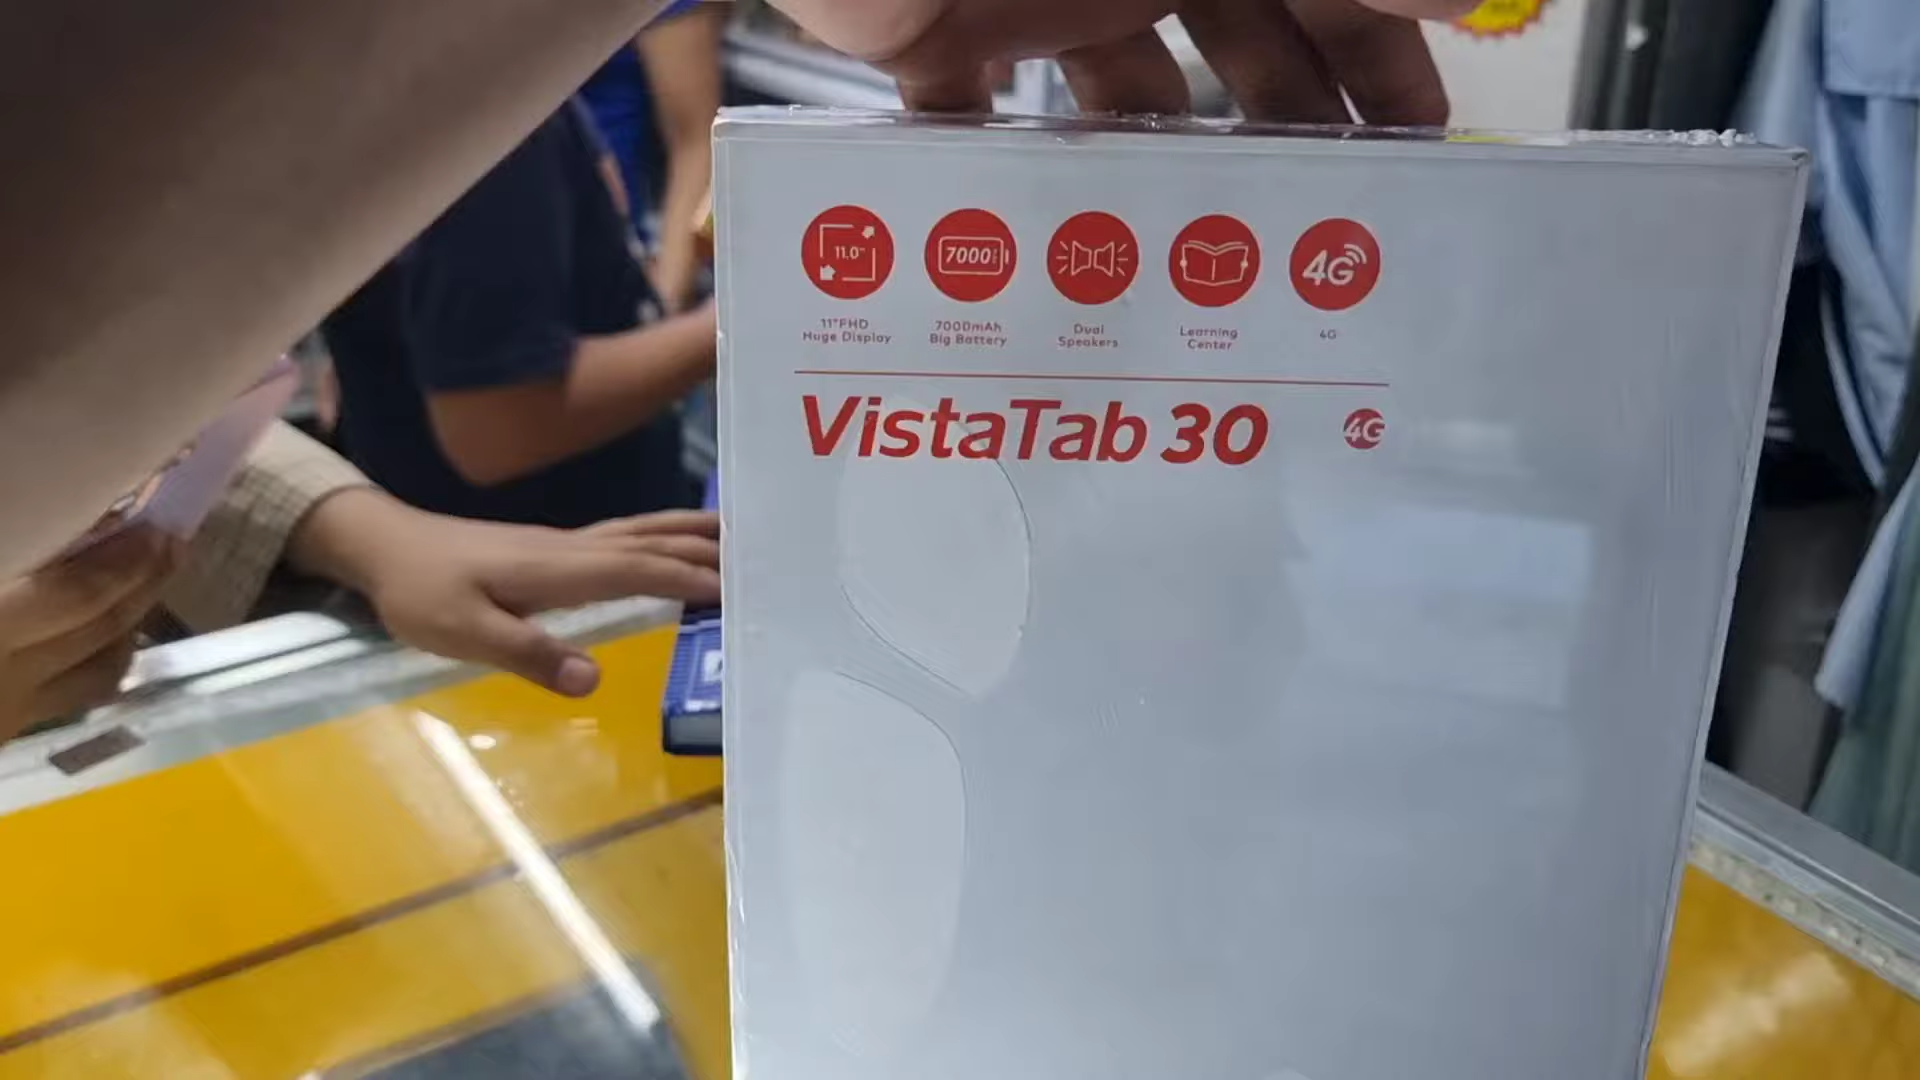 11.0"
7000
4G
11"FHD
Huge Display
7000mAh
Big Battery
Dual
Speakers
Learning
Center
4G
VistaTab 30
4G